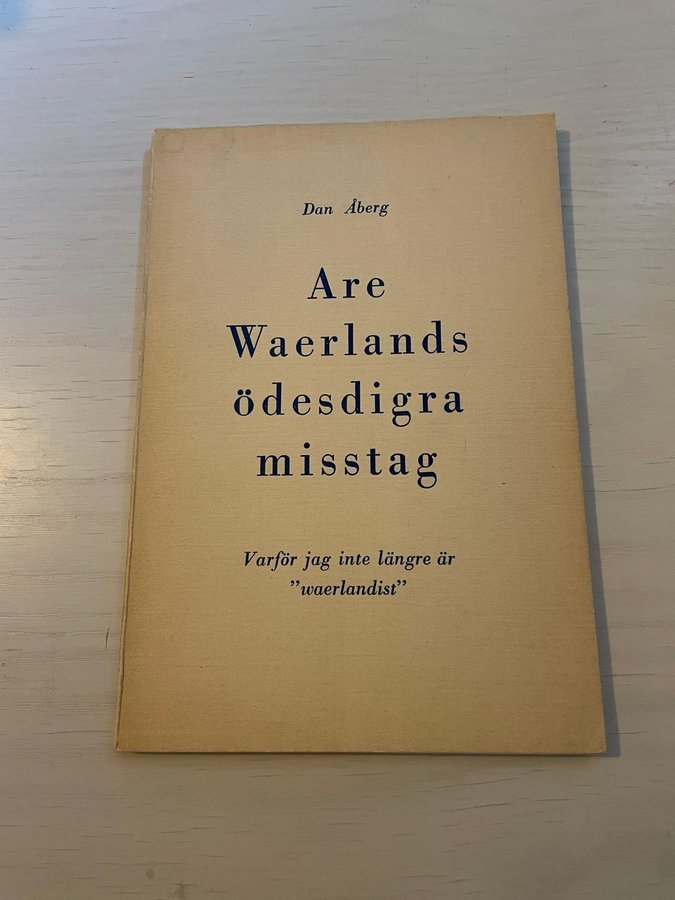 Dan Åberg
Are
Waerlands
ödesdigra
misstag
Varför jag inte längre är
”waerlandist”